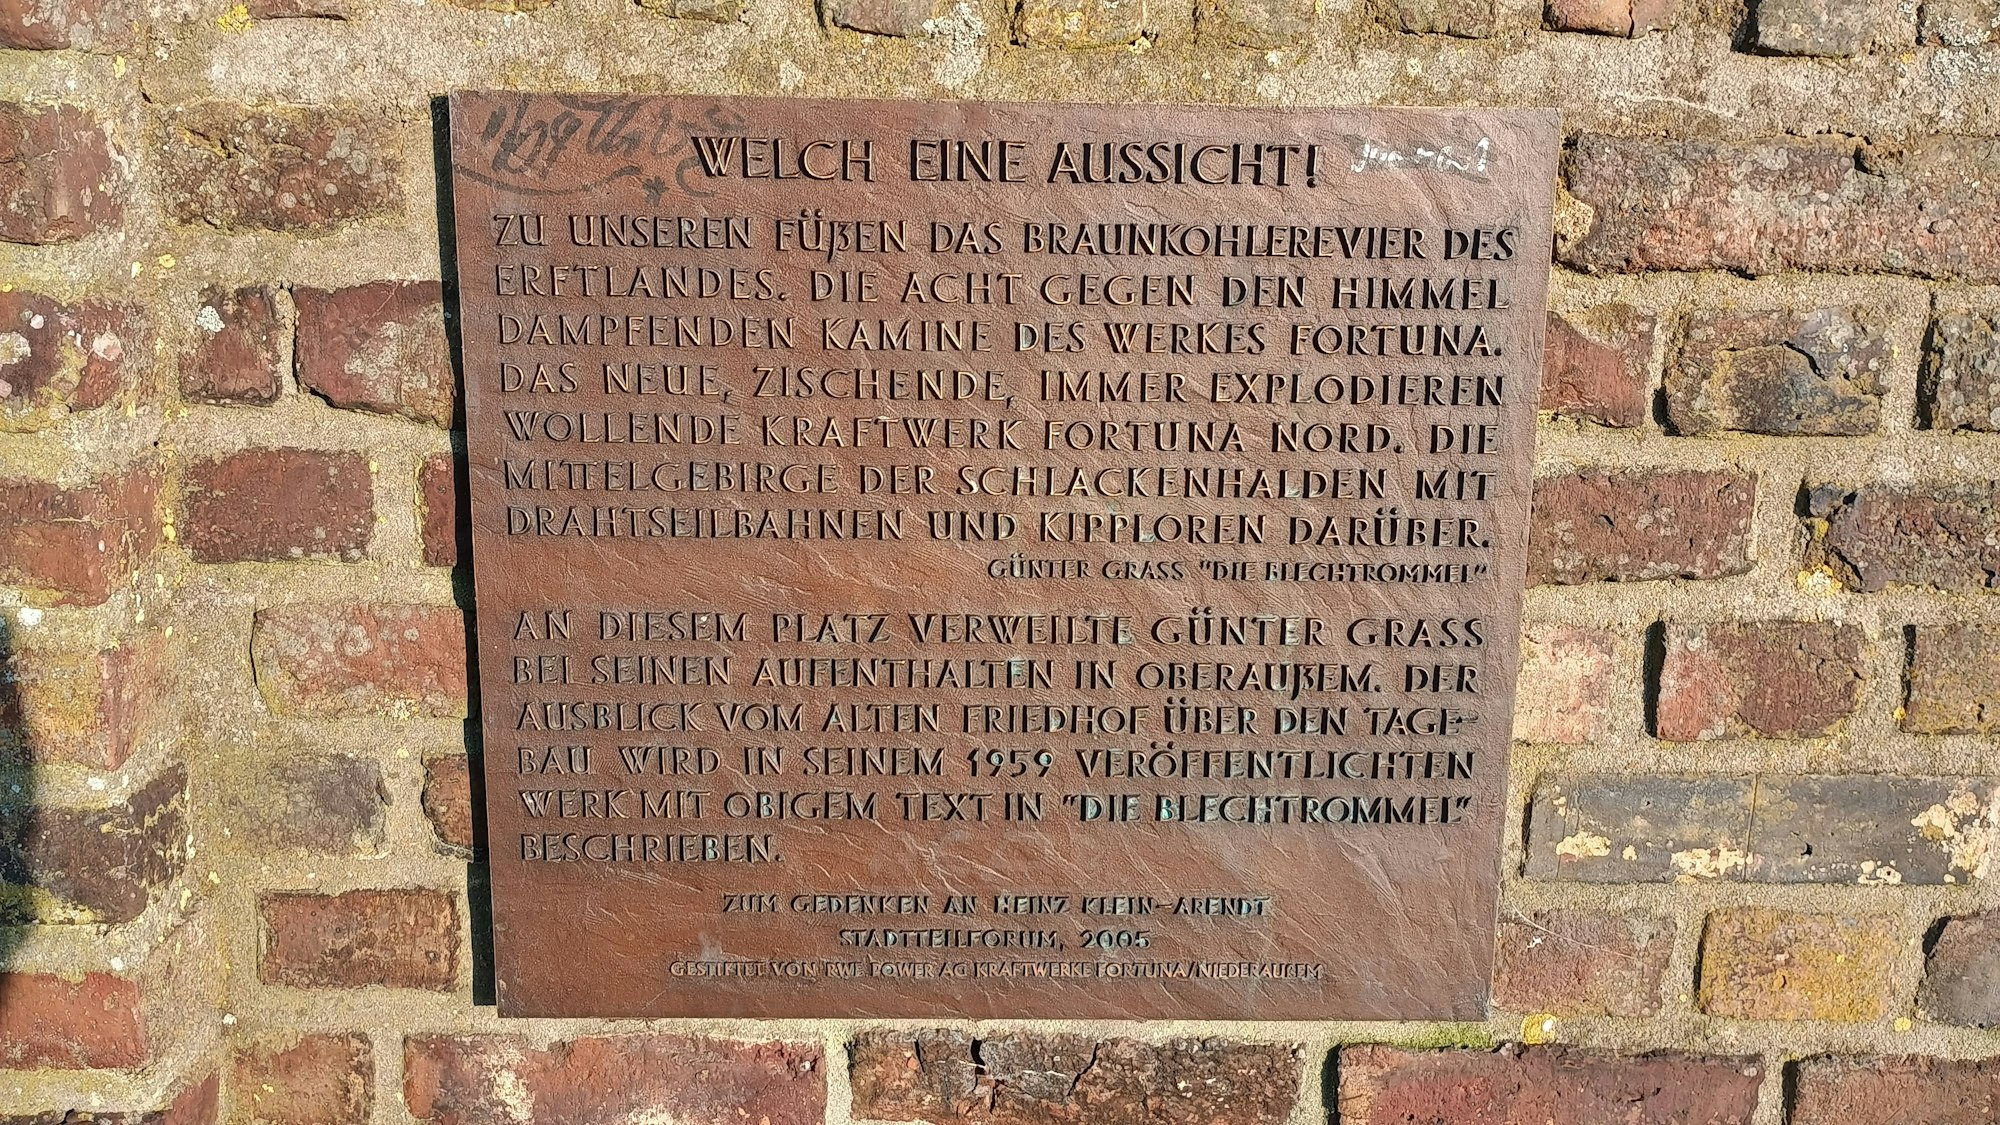 WELCH EINE AUSSICHT!
ZU UNSEREN FÜßEN DAS BRAUNKOHLEREVIER DES
ERFTLANDES. DIE ACHT GEGEN DEN HIMMEL
DAMPFENDEN KAMINE DES WERKES FORTUNA.
DAS NEUE, ZISCHENDE, IMMER EXPLODIEREN
WOLLENDE KRAFTWERK FORTUNA NORD. DIE
MITTELGEBIRGE DER SCHLACKENHALDEN MIT
DRAHTSEILBAHNEN UND KIPPLOREN DARÜBER.
GÜNTER GRASS "DIE BLECHTROMMEL"
AN DIESEM PLATZ VERWEILTE GÜNTER GRASS
BEI SEINEN AUFENTHALTEN IN OBERAUßEM. DER
AUSBLICK VOM ALTEN FRIEDHOF ÜBER DEN TAGE-
BAU WIRD IN SEINEM 1959 VERÖFFENTLICHTEN
WERK MIT OBIGEM TEXT IN "DIE BLECHTROMMEL"
BESCHRIEBEN.
ZUM GEDENKEN AN HEINZ KLEIN-ARENDT
STADTTEILFORUM, 2005
GESTIFTET VON RWE POWER AG KRAFTWERKE FORTUNA/NIEDERAUßEM